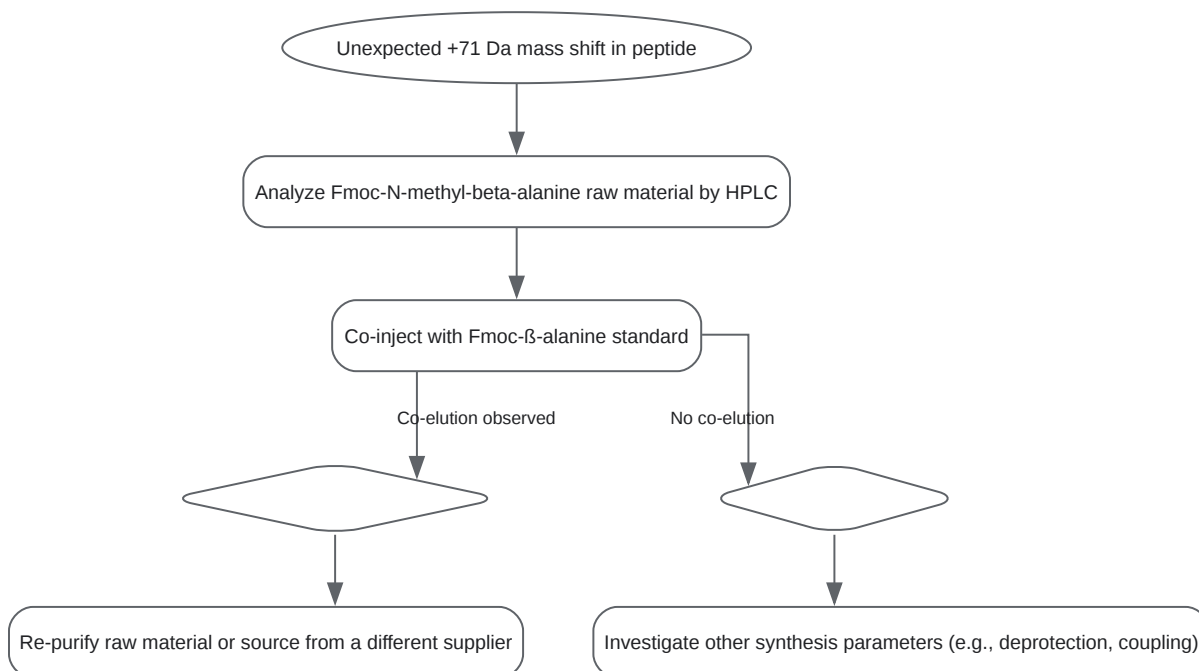 Unexpected +71 Da mass shift in peptide
Analyze Fmoc-N-methyl-beta-alanine raw material by HPLC
Co-inject with Fmoc-ß-alanine standard
Co-elution observed
No co-elution
Re-purify raw material or source from a different supplier
Investigate other synthesis parameters (e.g., deprotection, coupling)